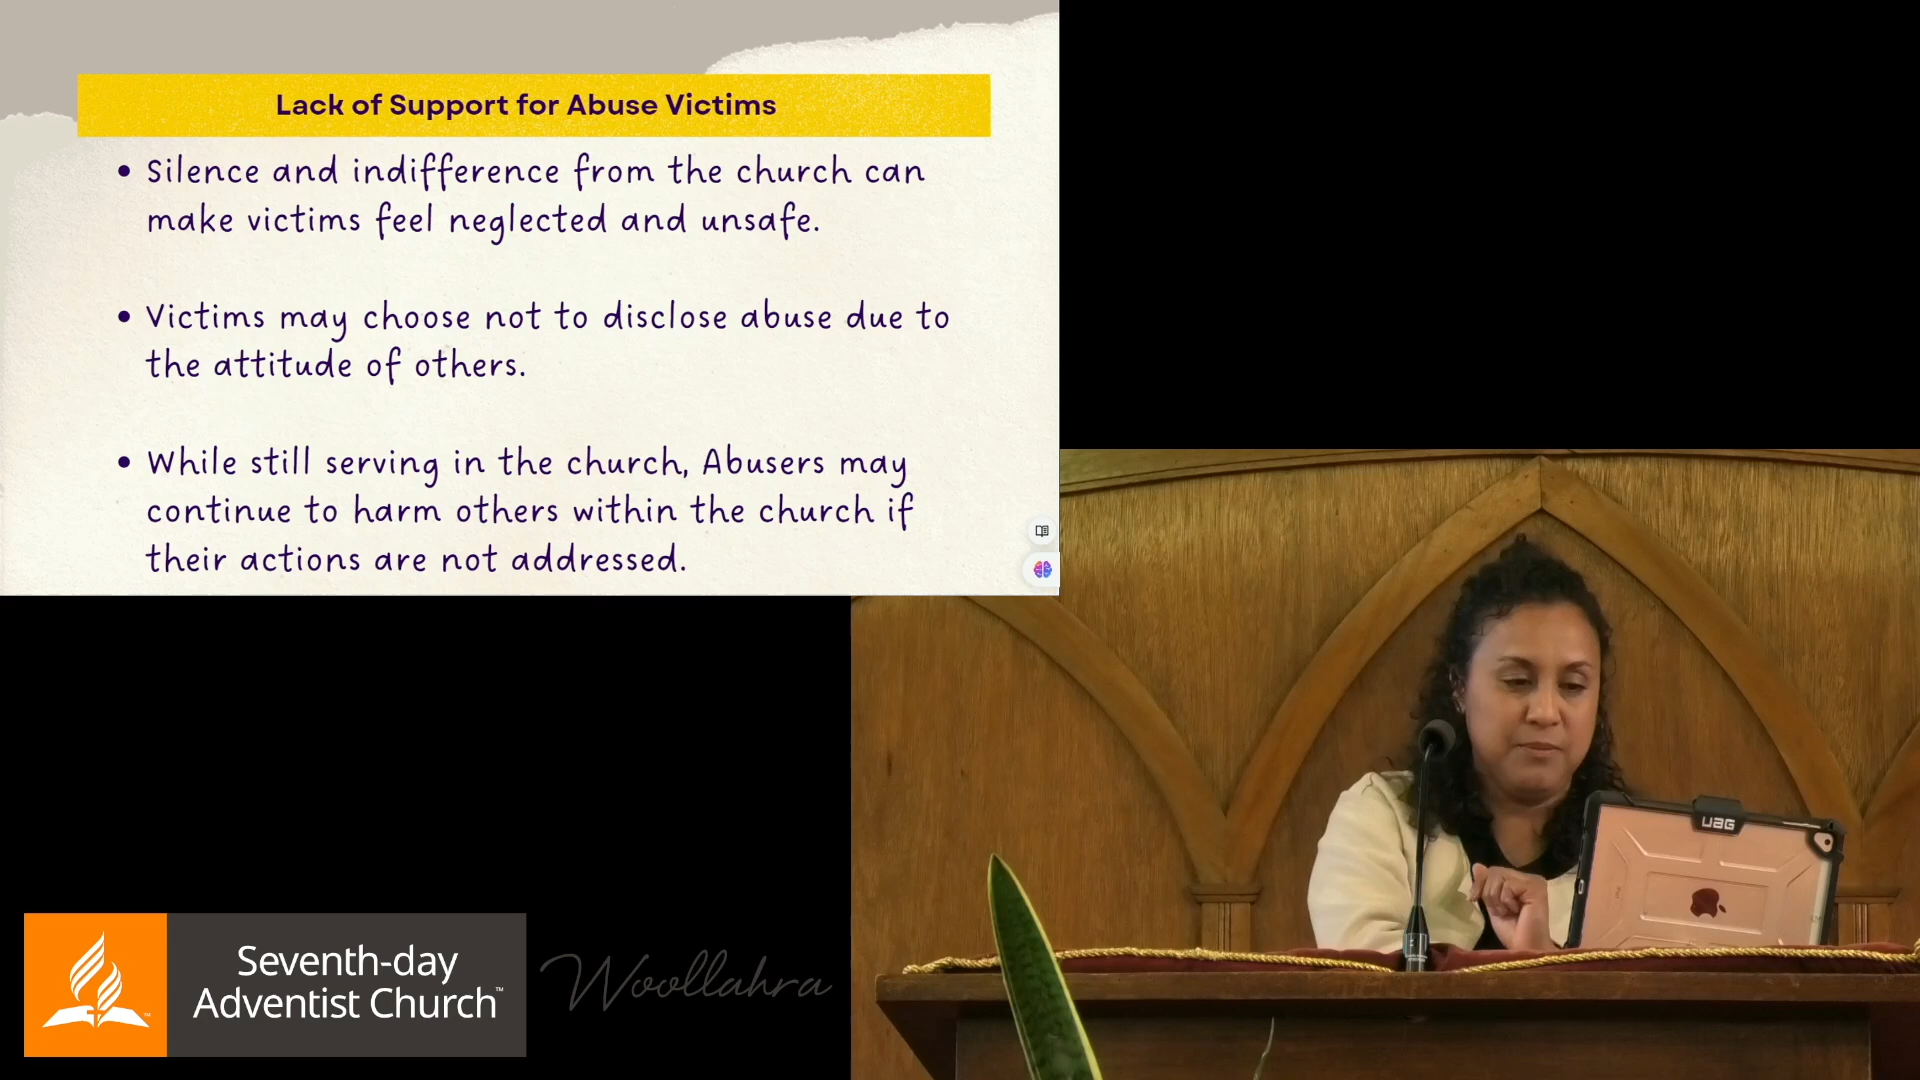 Lack of Support for Abuse Victims
• Silence and indifference from the church can
make victims feel neglected and unsafe.
• Victims may choose not to disclose abuse due to
the attitude of others.
• While still serving in the church, Abusers may
continue to harm others within the church if
their actions are not addressed.
UAG
Seventh-day
Adventist Church™
Woollahra